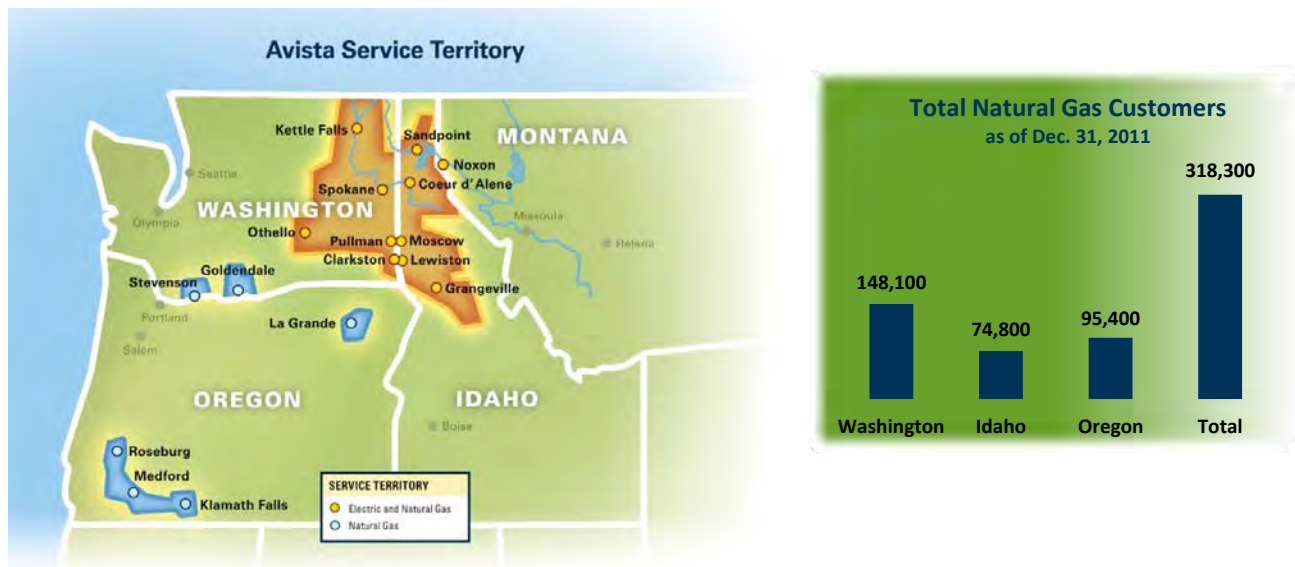 Avista Service Territory
Kettle Falls
Sandpoint
MONTANA
Noxon
Seattle
Spokane
Coeur d'Alene
WASHINGTON
Olympia
Missoula
Othello
Pullman
Moscow
Helena
Clarkston
Lewiston
Goldendale
Stevenson
Grangeville
Portland
La Grande
Salem
OREGON
IDAHO
Boise
Roseburg
Medford
Klamath Falls
SERVICE TERRITORY
Electric and Natural Gas
Natural Gas
Total Natural Gas Customers
as of Dec. 31, 2011
318,300
148,100
95,400
74,800
Washington Idaho Oregon Total